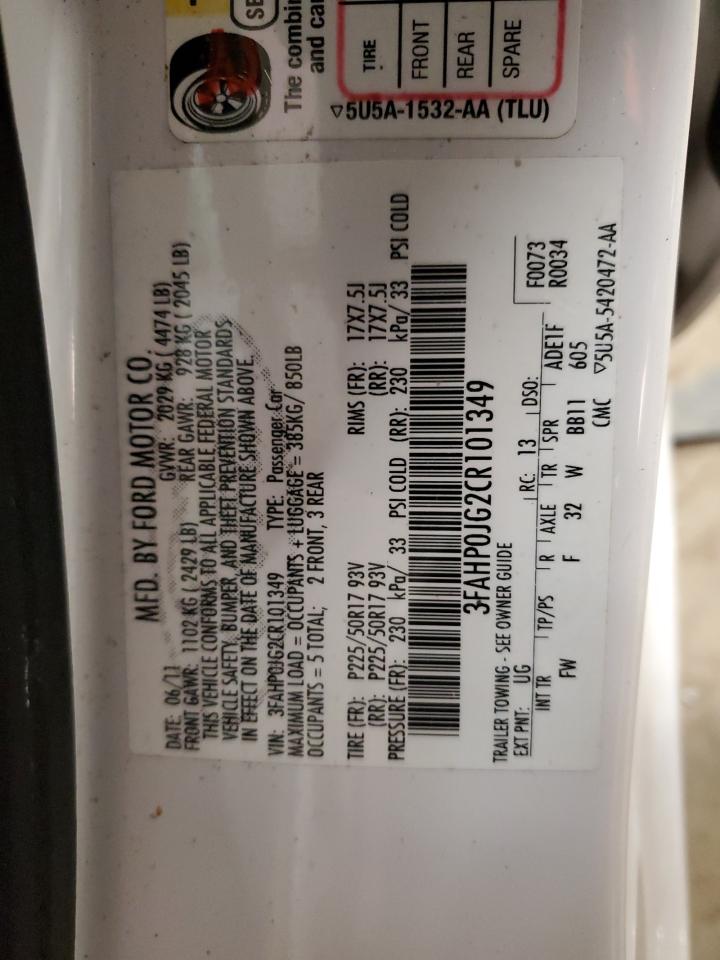 SE
The combin
and car
TIRE
FRONT
REAR
SPARE
▽5U5A-1532-AA (TLU)
MFD. BY FORD MOTOR CO.
DATE: 06/11 GVWR: 2029 KG ( 4474 LB)
FRONT GAWR: 1102 KG ( 2429 LB) REAR GAWR: 928 KG ( 2045 LB)
THIS VEHICLE CONFORMS TO ALL APPLICABLE FEDERAL MOTOR
VEHICLE SAFETY, BUMPER, AND THEFT PREVENTION STANDARDS
IN EFFECT ON THE DATE OF MANUFACTURE SHOWN ABOVE.
VIN: 3FAHP0JG2CR101349 TYPE: Passenger Car
MAXIMUM LOAD = OCCUPANTS + LUGGAGE = 385KG/ 850LB
OCCUPANTS = 5 TOTAL; 2 FRONT, 3 REAR
TIRE (FR): P225/50R17 93V RIMS (FR): 17X7.5J
(RR): P225/50R17 93V (RR): 17X7.5J
PRESSURE (FR): 230 kPa/ 33 PSI COLD (RR): 230 kPa/ 33 PSI COLD
3FAHP0JG2CR101349
TRAILER TOWING - SEE OWNER GUIDE
F0073
R0034
EXT PNT: UG RC: 13 DSO:
INT TR TP/PS R AXLE TR SPR ADE1F
FW F 32 W BB11 605
CMC ▽5U5A-5420472-AA